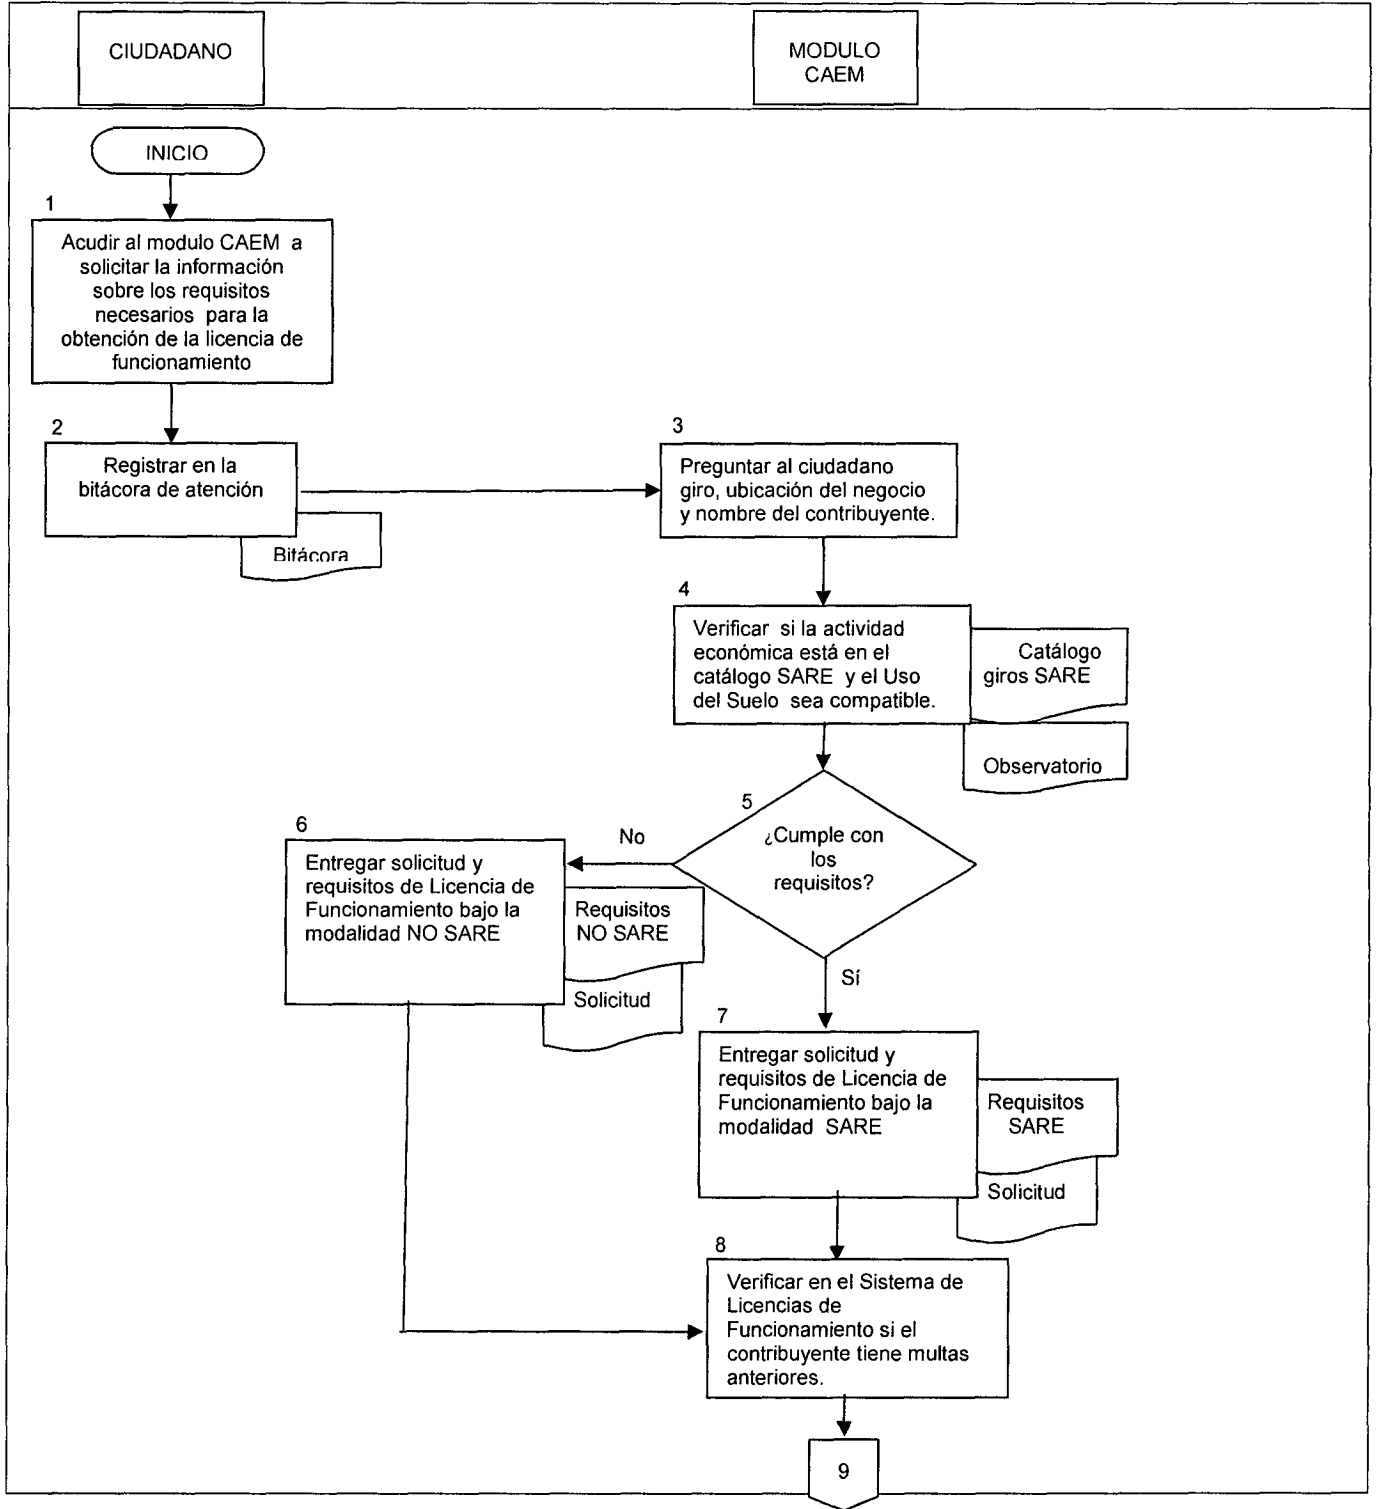 CIUDADANO
MODULO
CAEM
INICIO
1
Acudir al modulo CAEM a
solicitar la información
sobre los requisitos
necesarios para la
obtención de la licencia de
funcionamiento
2
Registrar en la
bitácora de atención
Bitácora
3
Preguntar al ciudadano
giro, ubicación del negocio
y nombre del contribuyente.
4
Verificar si la actividad
económica está en el
catálogo SARE y el Uso
del Suelo sea compatible.
Catálogo
giros SARE
Observatorio
5
¿Cumple con
los
requisitos?
No
6
Entregar solicitud y
requisitos de Licencia de
Funcionamiento bajo la
modalidad NO SARE
Requisitos
NO SARE
Solicitud
Sí
7
Entregar solicitud y
requisitos de Licencia de
Funcionamiento bajo la
modalidad SARE
Requisitos
SARE
Solicitud
8
Verificar en el Sistema de
Licencias de
Funcionamiento si el
contribuyente tiene multas
anteriores.
9